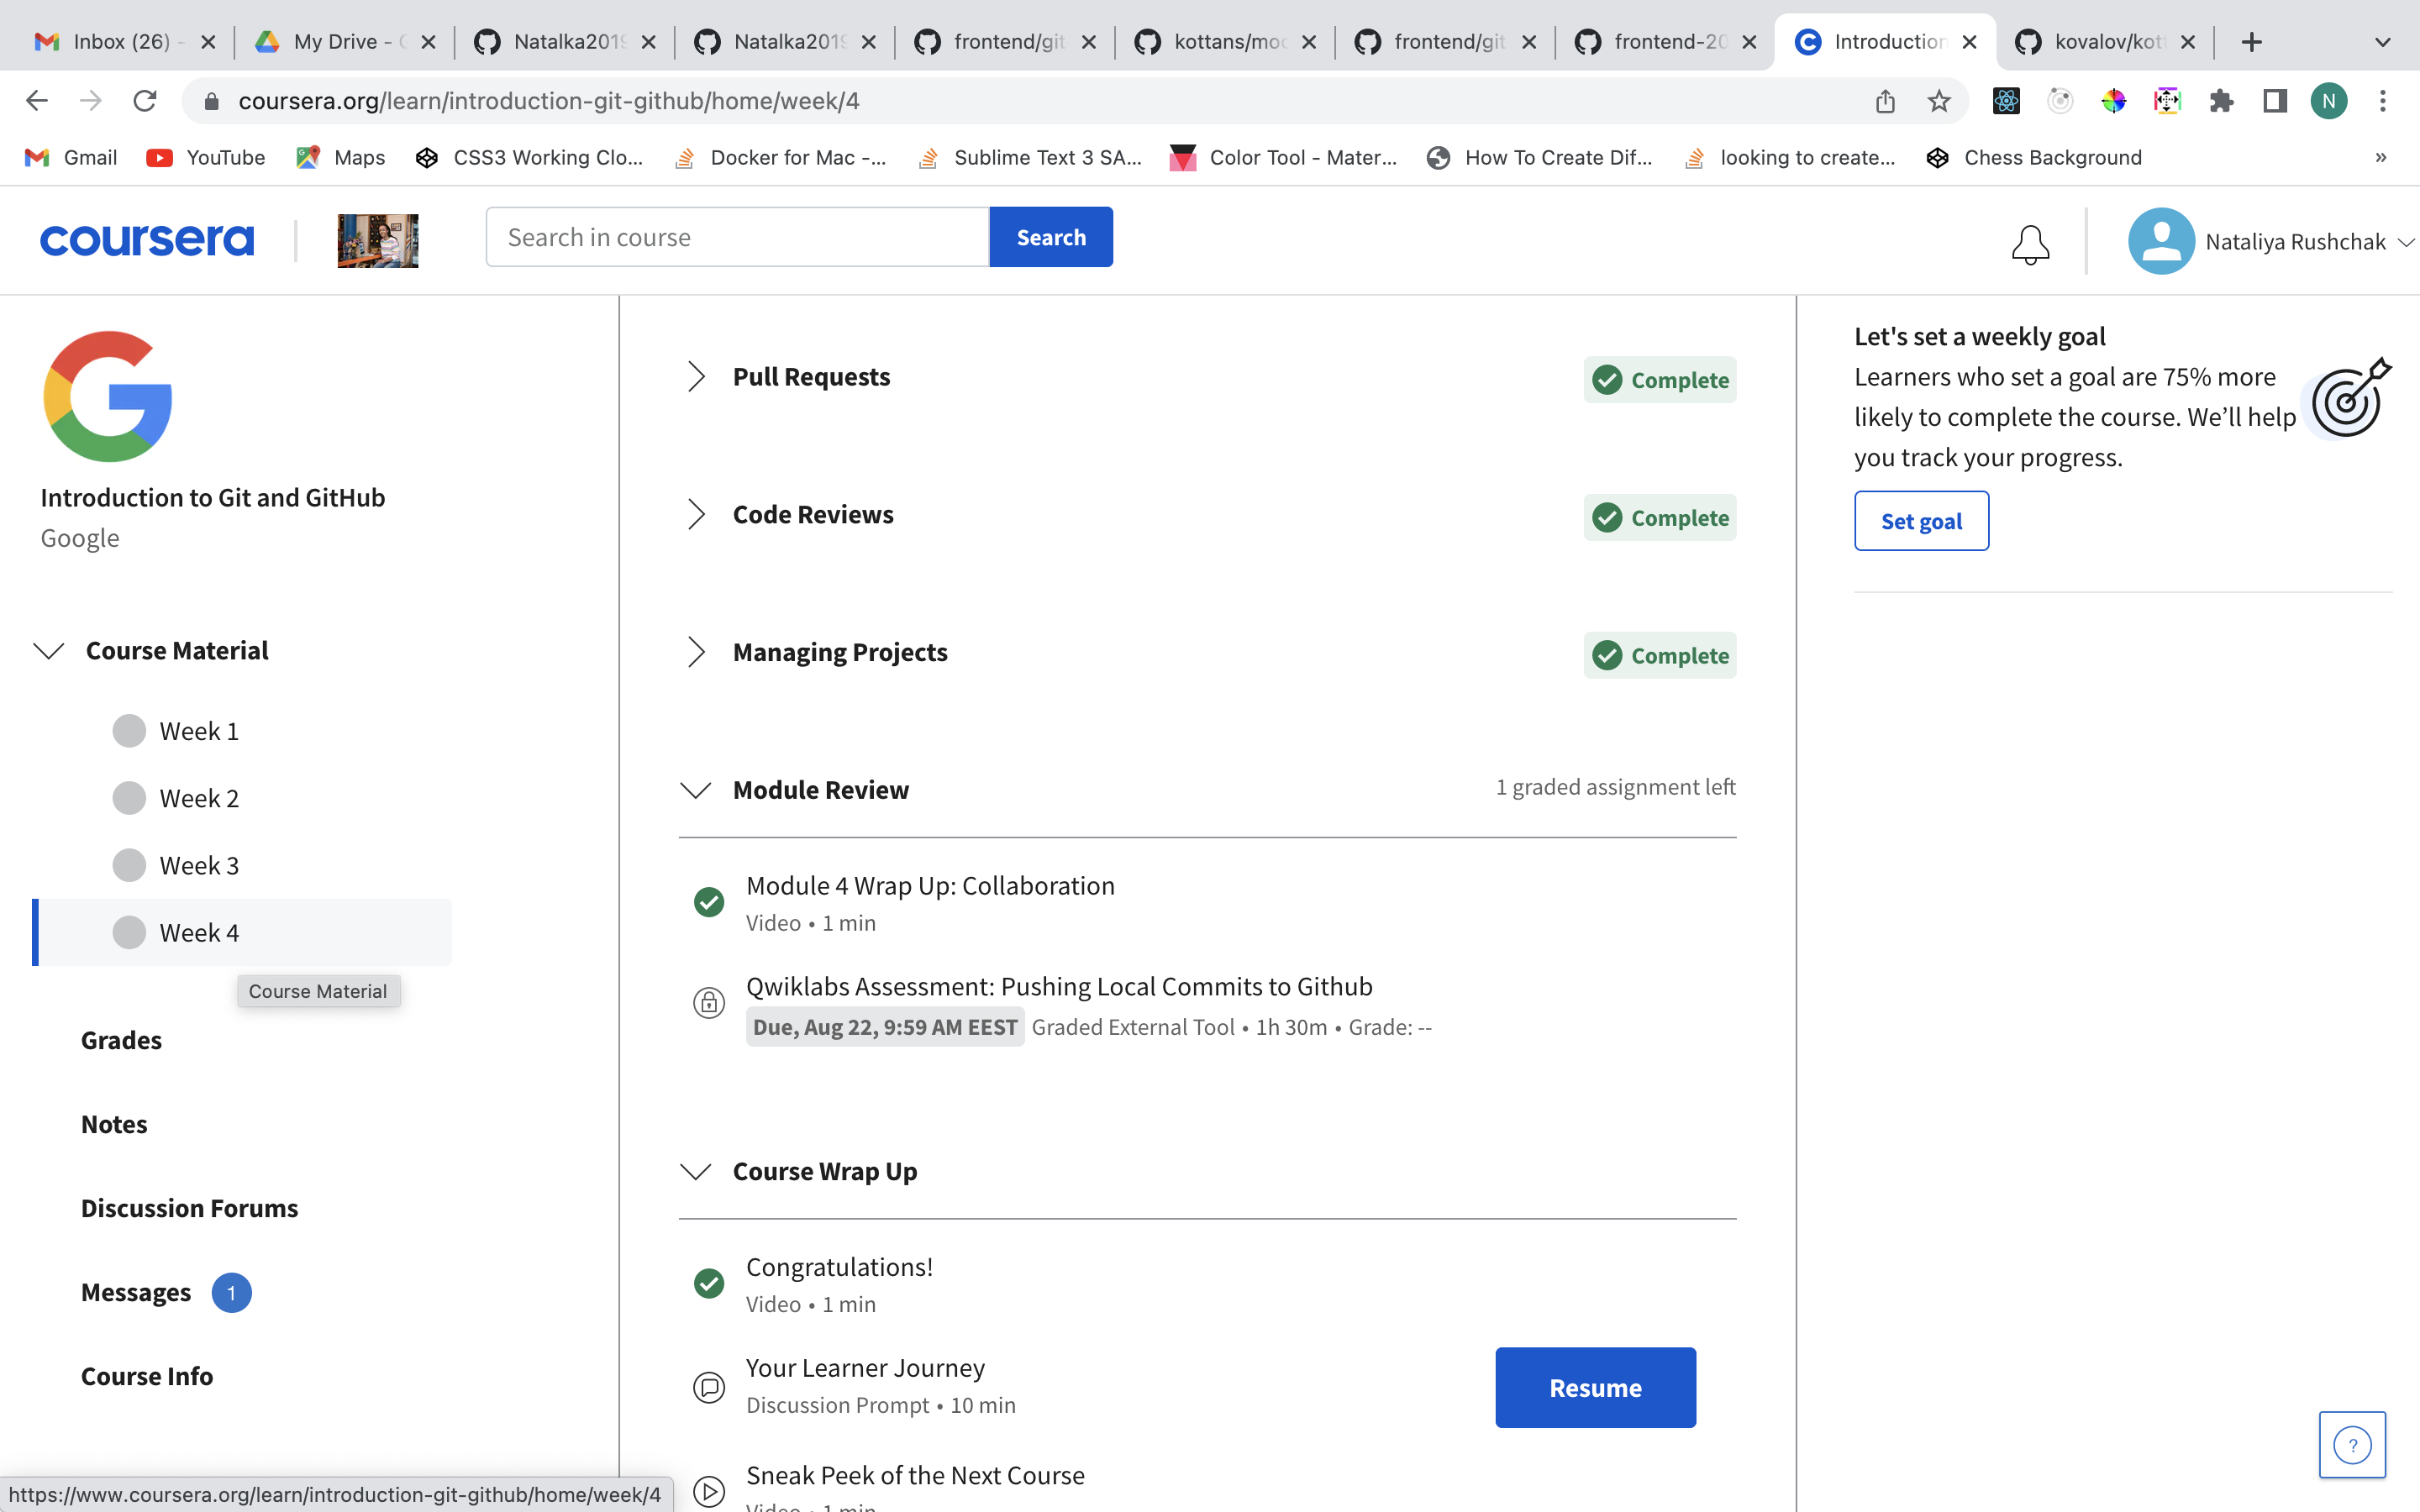 Inbox (26) -
My Drive -
Natalka2019
Natalka2019
frontend/git
kottans/moc
frontend/git
frontend-20
Introduction
kovalov/kott
coursera.org/learn/introduction-git-github/home/week/4
N
Gmail
YouTube
Maps
CSS3 Working Clo...
Docker for Mac -...
Sublime Text 3 SA...
Color Tool - Mater...
How To Create Dif...
looking to create...
Chess Background
»
coursera
Search in course
Search
Nataliya Rushchak
Introduction to Git and GitHub
Google
Course Material
Week 1
Week 2
Week 3
Week 4
Course Material
Grades
Notes
Discussion Forums
Messages 1
Course Info
https://www.coursera.org/learn/introduction-git-github/home/week/4
Pull Requests
Complete
Code Reviews
Complete
Managing Projects
Complete
Module Review
1 graded assignment left
Module 4 Wrap Up: Collaboration
Video • 1 min
Qwiklabs Assessment: Pushing Local Commits to Github
Due, Aug 22, 9:59 AM EEST Graded External Tool • 1h 30m • Grade: --
Course Wrap Up
Congratulations!
Video • 1 min
Your Learner Journey
Discussion Prompt • 10 min
Resume
Sneak Peek of the Next Course
Video • 1 min
Let's set a weekly goal
Learners who set a goal are 75% more
likely to complete the course. We’ll help
you track your progress.
Set goal
?